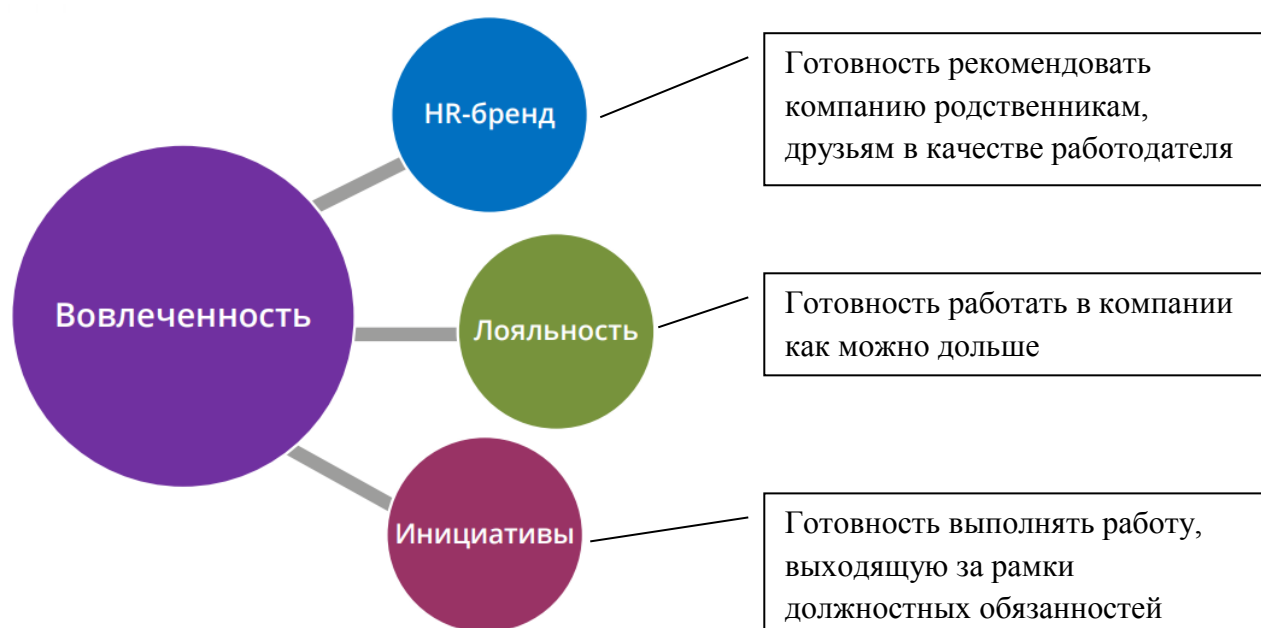 HR-бренд
Готовность рекомендовать
компанию родственникам,
друзьям в качестве работодателя
Вовлеченность
Лояльность
Готовность работать в компании
как можно дольше
Инициативы
Готовность выполнять работу,
выходящую за рамки
должностных обязанностей